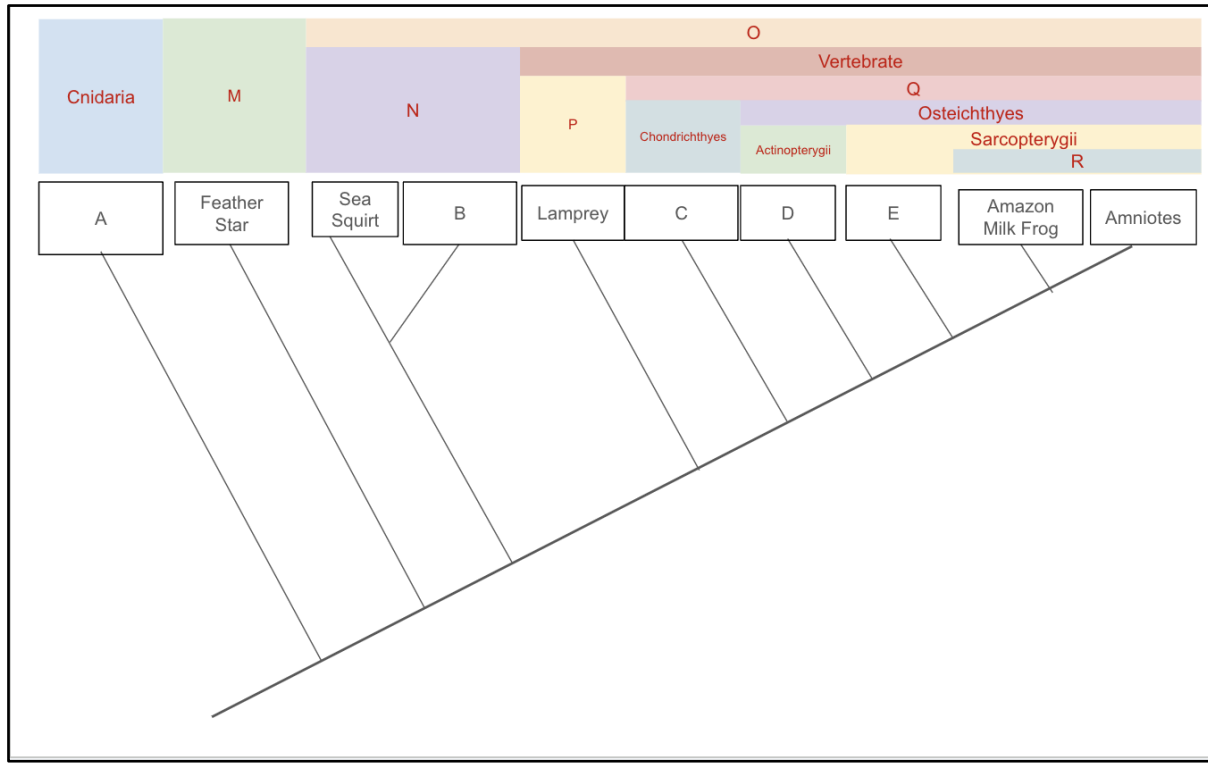 O
Vertebrate
Cnidaria
M
N
Q
P
Osteichthyes
Chondrichthyes
Actinopterygii
Sarcopterygii
R
A
Feather
Star
Sea
Squirt
B
Lamprey
C
D
E
Amazon
Milk Frog
Amniotes